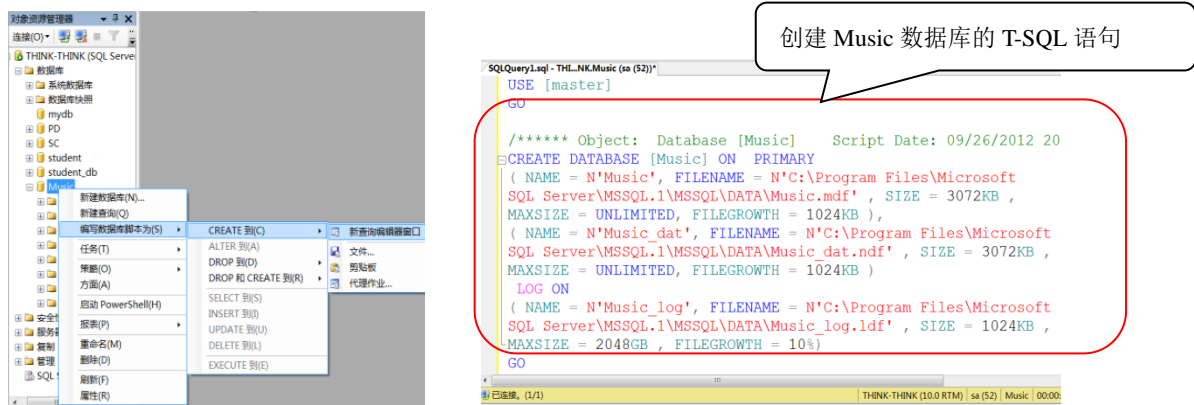 对象资源管理器
连接(O)
THINK-THINK (SQL Serve
数据库
系统数据库
数据库快照
mydb
PD
SC
student
student_db
Music
安全
服务
复制
管理
SQL
新建数据库(N)...
新建查询(Q)
编写数据库脚本为(S)
任务(T)
策略(O)
方面(A)
启动 PowerShell(H)
报表(P)
重命名(M)
删除(D)
刷新(F)
属性(R)
CREATE 到(C)
ALTER 到(A)
DROP 到(D)
DROP 和 CREATE 到(R)
SELECT 到(S)
INSERT 到(I)
UPDATE 到(U)
DELETE 到(L)
EXECUTE 到(E)
新查询编辑器窗口
文件...
剪贴板
代理作业...
创建 Music 数据库的 T-SQL 语句
SQLQuery1.sql - THI...NK.Music (sa (52))*
USE [master]
GO
/****** Object:  Database [Music]    Script Date: 09/26/2012 20
CREATE DATABASE [Music] ON  PRIMARY
( NAME = N'Music', FILENAME = N'C:\Program Files\Microsoft
SQL Server\MSSQL.1\MSSQL\DATA\Music.mdf' , SIZE = 3072KB ,
MAXSIZE = UNLIMITED, FILEGROWTH = 1024KB ),
( NAME = N'Music_dat', FILENAME = N'C:\Program Files\Microsoft
SQL Server\MSSQL.1\MSSQL\DATA\Music_dat.ndf' , SIZE = 3072KB ,
MAXSIZE = UNLIMITED, FILEGROWTH = 1024KB )
LOG ON
( NAME = N'Music_log', FILENAME = N'C:\Program Files\Microsoft
SQL Server\MSSQL.1\MSSQL\DATA\Music_log.ldf' , SIZE = 1024KB ,
MAXSIZE = 2048GB , FILEGROWTH = 10%)
GO
已连接。(1/1)
THINK-THINK (10.0 RTM)
sa (52)
Music
00:00: